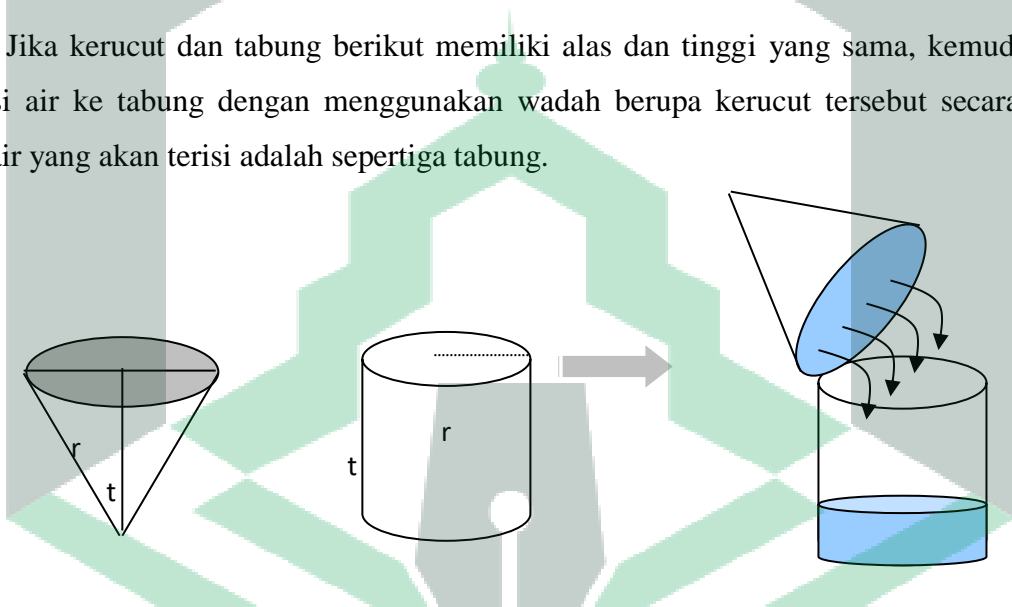 Jika kerucut dan tabung berikut memiliki alas dan tinggi yang sama, kemud
si air ke tabung dengan menggunakan wadah berupa kerucut tersebut secara
ir yang akan terisi adalah sepertiga tabung.
r
t
r
t